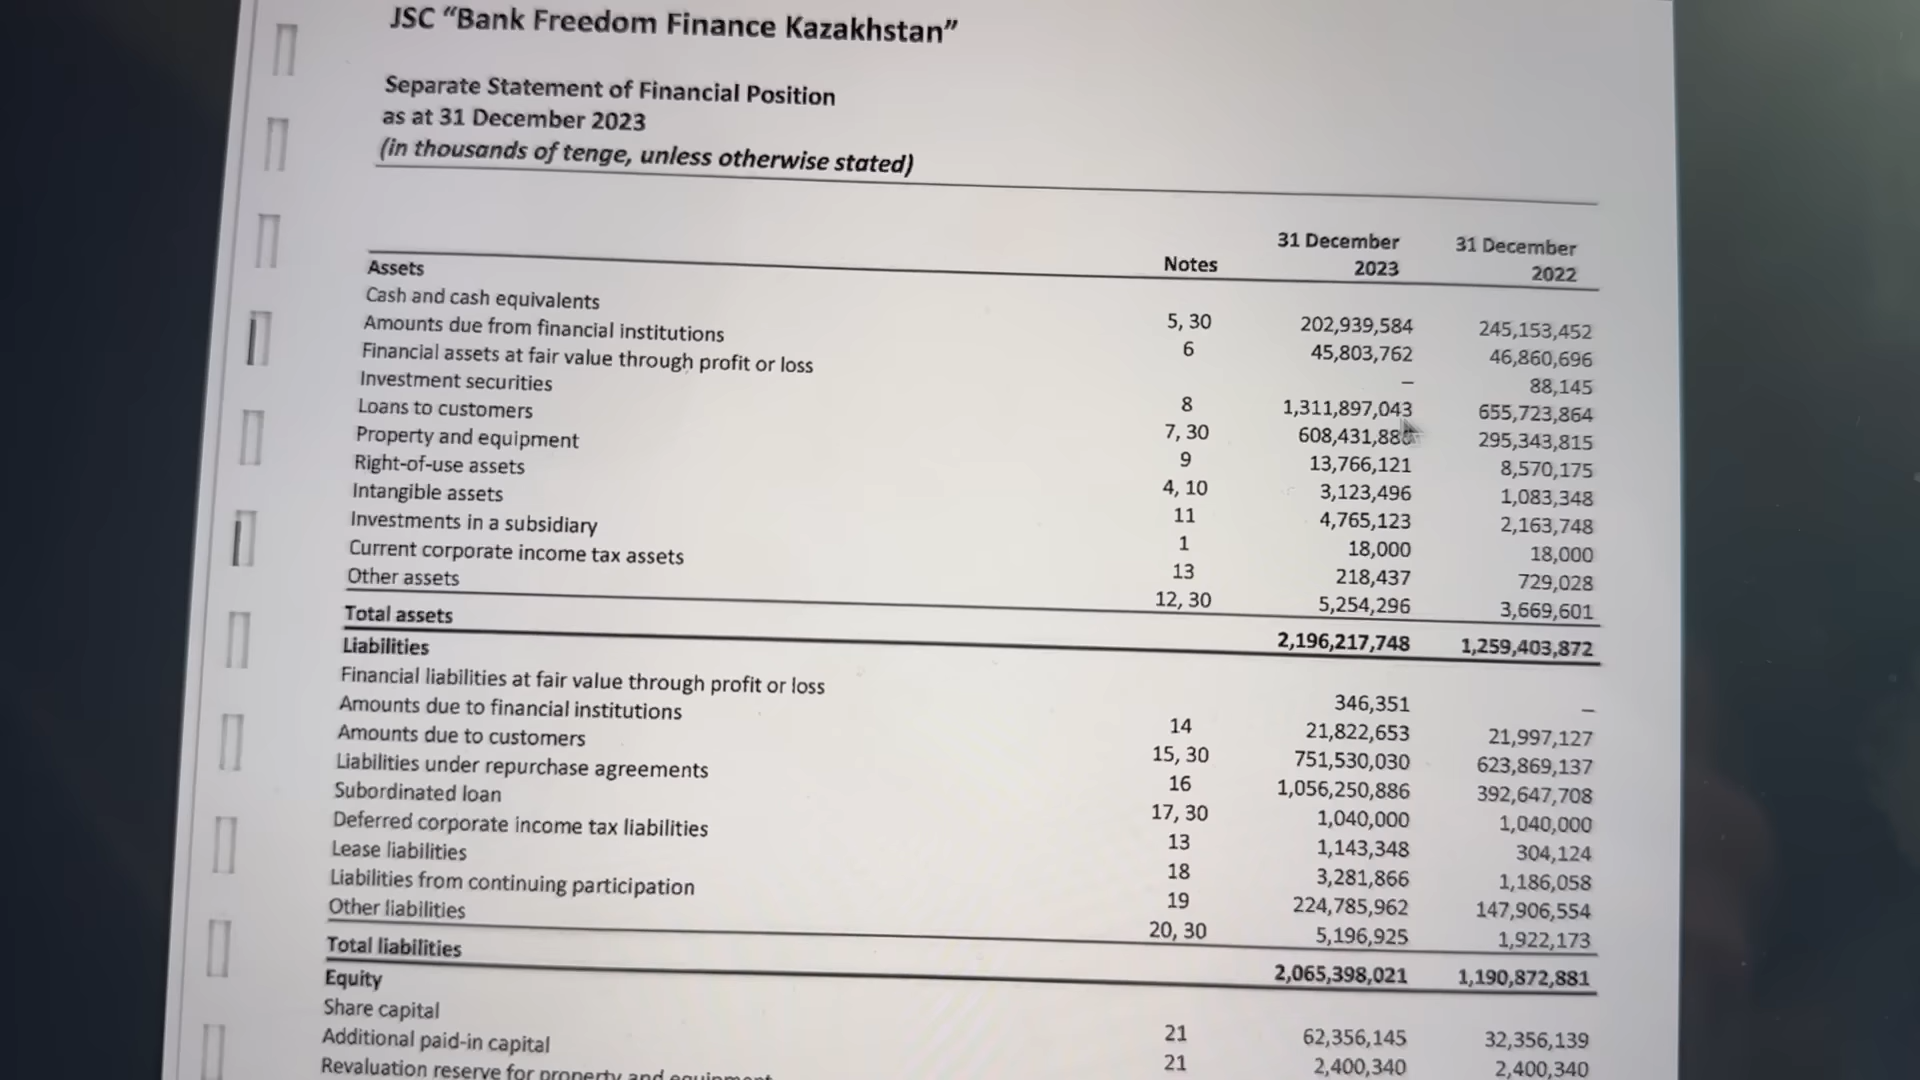 JSC “Bank Freedom Finance Kazakhstan”
Separate Statement of Financial Position
as at 31 December 2023
(in thousands of tenge, unless otherwise stated)
Notes 31 December 2023 31 December 2022
Assets
Cash and cash equivalents 5, 30 202,939,584 245,153,452
Amounts due from financial institutions 6 45,803,762 46,860,696
Financial assets at fair value through profit or loss – 88,145
Investment securities 8 1,311,897,043 655,723,864
Loans to customers 7, 30 295,343,815
Property and equipment 9 13,766,121 8,570,175
Right-of-use assets 4, 10 3,123,496 1,083,348
Intangible assets 11 4,765,123 2,163,748
Investments in a subsidiary 1 18,000 18,000
Current corporate income tax assets 13 218,437 729,028
Other assets 12, 30 5,254,296 3,669,601
Total assets 2,196,217,748 1,259,403,872
Liabilities
Financial liabilities at fair value through profit or loss 346,351 –
Amounts due to financial institutions 14 21,822,653 21,997,127
Amounts due to customers 15, 30 751,530,030 623,869,137
Liabilities under repurchase agreements 16 1,056,250,886 392,647,708
Subordinated loan 17, 30 1,040,000 1,040,000
Deferred corporate income tax liabilities 13 1,143,348 304,124
Lease liabilities 18 3,281,866 1,186,058
Liabilities from continuing participation 19 224,785,962 147,906,554
Other liabilities 20, 30 5,196,925 1,922,173
Total liabilities 2,065,398,021 1,190,872,881
Equity
Share capital 21 62,356,145 32,356,139
Additional paid-in capital 21 2,400,340 2,400,340
Revaluation reserve for property and equipment